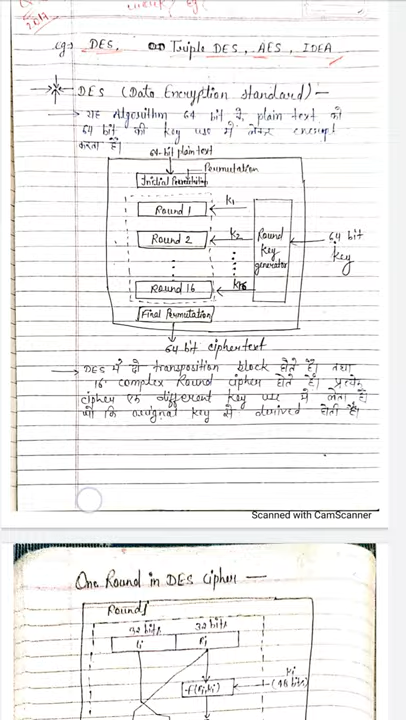 eg:- DES, Triple DES, AES, IDEA
DES (Data Encryption Standard) —
→ यह Algorithm 64 bit के plain text को
64 bit की key use में लेकर encrypt
करता है।
64-bit plain text
Permutation
Initial Permutation
Round 1
K1
Round 2
K2
Round 16
K16
Round
key
generator
64 bit
key
Final Permutation
64 bit ciphertext
→ DES में दो transposition block होते हैं। तथा
16 complex Round cipher होते हैं। प्रत्येक
cipher एक different key use में लेता है।
जो कि original key से derived होती है।
Scanned with CamScanner
One Round in DES Cipher —
Round
32 bits
32 bits
Li
Ri
f(Ri,Ki)
Ki
(48 bits)